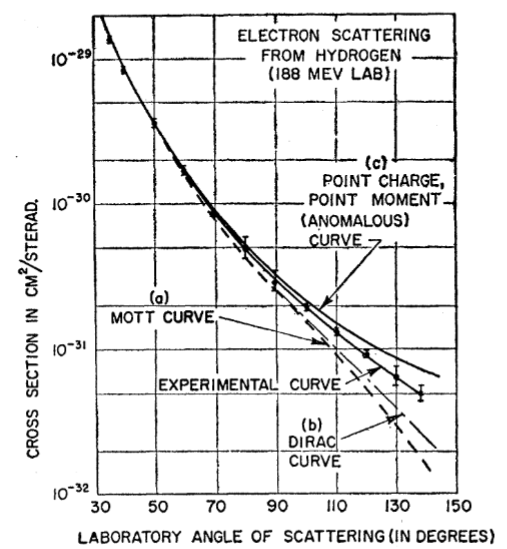 ELECTRON SCATTERING
FROM HYDROGEN
(188 MEV LAB)
(c)
POINT CHARGE,
POINT MOMENT
(ANOMALOUS)
CURVE
(a)
MOTT CURVE
EXPERIMENTAL CURVE
(b)
DIRAC
CURVE
CROSS SECTION IN CM²/STERAD.
10⁻²⁹
10⁻³⁰
10⁻³¹
10⁻³²
30 50 70 90 110 130 150
LABORATORY ANGLE OF SCATTERING (IN DEGREES)